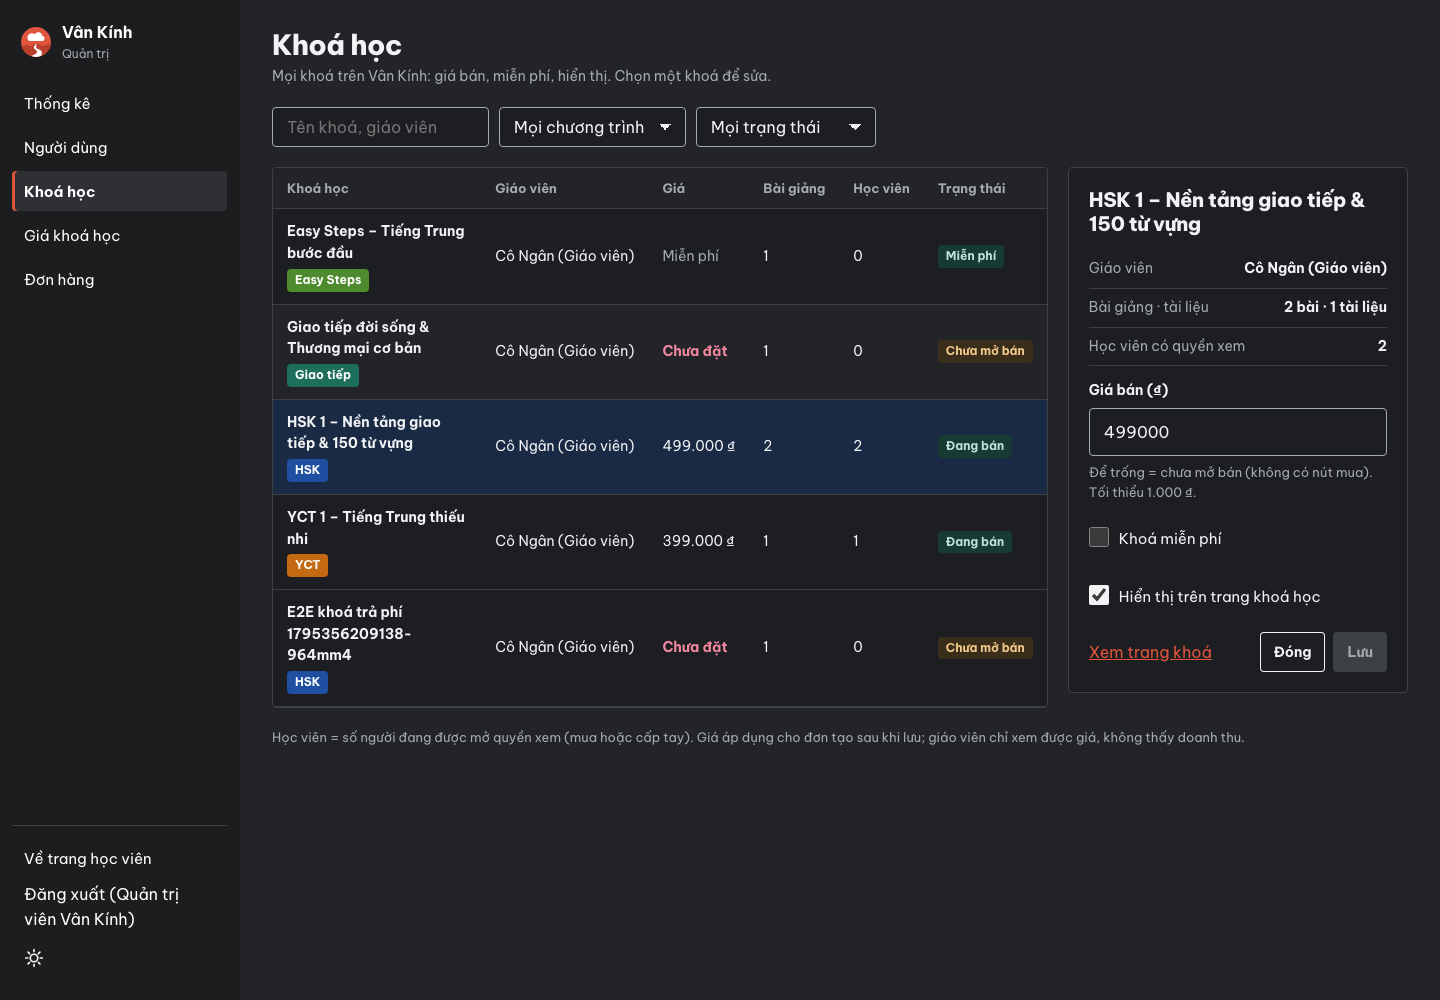 Vân Kính
Quản trị
Thống kê
Người dùng
Khoá học
Giá khoá học
Đơn hàng
Về trang học viên
Đăng xuất (Quản trị
viên Vân Kính)
Khoá học
Mọi khoá trên Vân Kính: giá bán, miễn phí, hiển thị. Chọn một khoá để sửa.
Tên khoá, giáo viên
Mọi chương trình
Mọi trạng thái
Khoá học Giáo viên Giá Bài giảng Học viên Trạng thái
Easy Steps – Tiếng Trung
bước đầu
Easy Steps
Cô Ngân (Giáo viên) Miễn phí 1 0 Miễn phí
Giao tiếp đời sống &
Thương mại cơ bản
Giao tiếp
Cô Ngân (Giáo viên) Chưa đặt 1 0 Chưa mở bán
HSK 1 – Nền tảng giao
tiếp & 150 từ vựng
HSK
Cô Ngân (Giáo viên) 499.000 ₫ 2 2 Đang bán
YCT 1 – Tiếng Trung thiếu
nhi
YCT
Cô Ngân (Giáo viên) 399.000 ₫ 1 1 Đang bán
E2E khoá trả phí
1795356209138-
964mm4
HSK
Cô Ngân (Giáo viên) Chưa đặt 1 0 Chưa mở bán
Học viên = số người đang được mở quyền xem (mua hoặc cấp tay). Giá áp dụng cho đơn tạo sau khi lưu; giáo viên chỉ xem được giá, không thấy doanh thu.
HSK 1 – Nền tảng giao tiếp &
150 từ vựng
Giáo viên Cô Ngân (Giáo viên)
Bài giảng · tài liệu 2 bài · 1 tài liệu
Học viên có quyền xem 2
Giá bán (₫)
499000
Để trống = chưa mở bán (không có nút mua).
Tối thiểu 1.000 ₫.
Khoá miễn phí
Hiển thị trên trang khoá học
Xem trang khoá Đóng Lưu